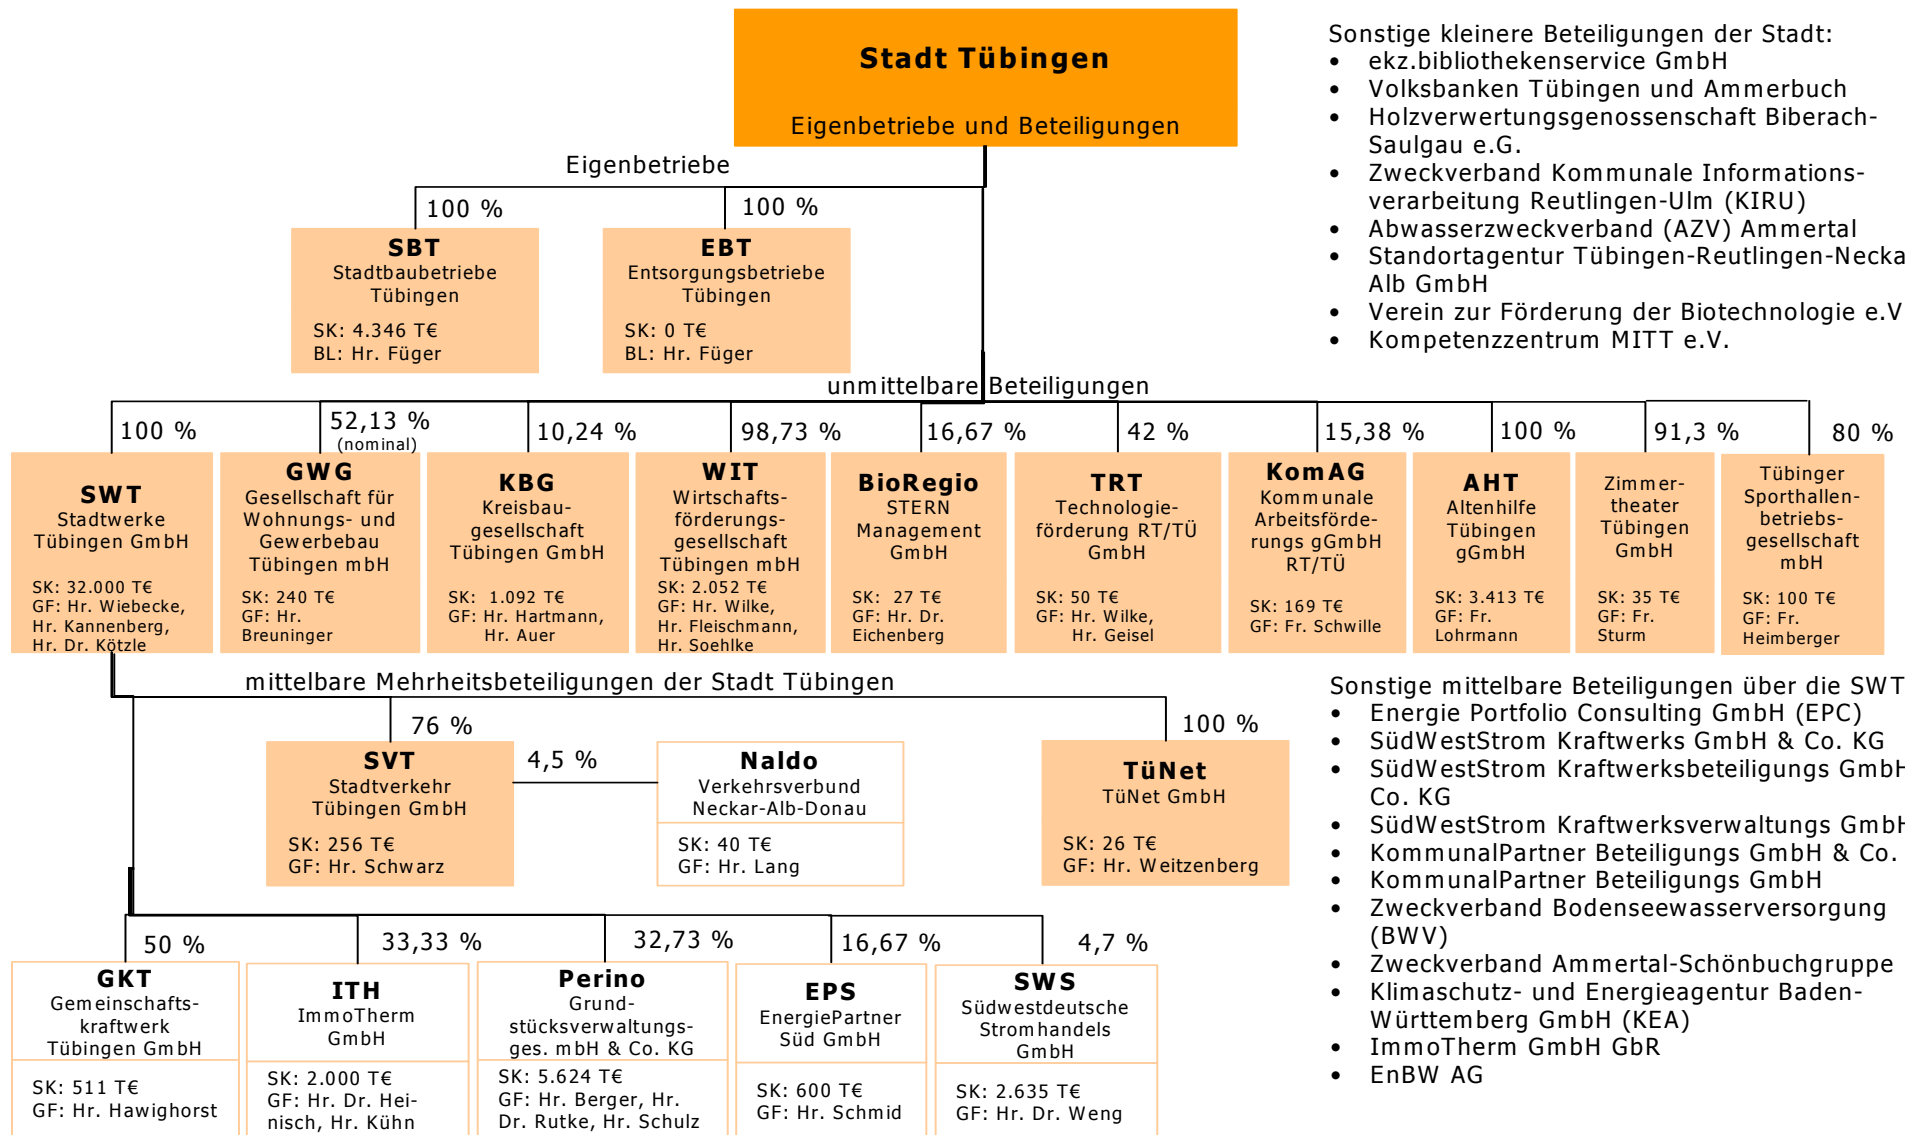 Stadt Tübingen
Eigenbetriebe und Beteiligungen
Sonstige kleinere Beteiligungen der Stadt:
• ekz.bibliothekenservice GmbH
• Volksbanken Tübingen und Ammerbuch
• Holzverwertungsgenossenschaft Biberach-
Saulgau e.G.
• Zweckverband Kommunale Informations-
verarbeitung Reutlingen-Ulm (KIRU)
• Abwasserzweckverband (AZV) Ammertal
• Standortagentur Tübingen-Reutlingen-Necka
Alb GmbH
• Verein zur Förderung der Biotechnologie e.V
• Kompetenzzentrum MITT e.V.
Eigenbetriebe
100 %
SBT
Stadtbaubetriebe
Tübingen
SK: 4.346 T€
BL: Hr. Füger
100 %
EBT
Entsorgungsbetriebe
Tübingen
SK: 0 T€
BL: Hr. Füger
unmittelbare Beteiligungen
100 %
SWT
Stadtwerke
Tübingen GmbH
SK: 32.000 T€
GF: Hr. Wiebecke,
Hr. Kannenberg,
Hr. Dr. Kötzle
52,13 %
(nominal)
GWG
Gesellschaft für
Wohnungs- und
Gewerbebau
Tübingen mbH
SK: 240 T€
GF: Hr.
Breuninger
10,24 %
KBG
Kreisbau-
gesellschaft
Tübingen GmbH
SK: 1.092 T€
GF: Hr. Hartmann,
Hr. Auer
98,73 %
WIT
Wirtschafts-
förderungs-
gesellschaft
Tübingen mbH
SK: 2.052 T€
GF: Hr. Wilke,
Hr. Fleischmann,
Hr. Soehlke
16,67 %
BioRegio
STERN
Management
GmbH
SK: 27 T€
GF: Hr. Dr.
Eichenberg
42 %
TRT
Technologie-
förderung RT/TÜ
GmbH
SK: 50 T€
GF: Hr. Wilke,
Hr. Geisel
15,38 %
KomAG
Kommunale
Arbeitsförde-
rungs gGmbH
RT/TÜ
SK: 169 T€
GF: Fr. Schwille
100 %
AHT
Altenhilfe
Tübingen
gGmbH
SK: 3.413 T€
GF: Fr.
Lohrmann
91,3 %
Zimmer-
theater
Tübingen
GmbH
SK: 35 T€
GF: Fr.
Sturm
80 %
Tübinger
Sporthallen-
betriebs-
gesellschaft
mbH
SK: 100 T€
GF: Fr.
Heimberger
mittelbare Mehrheitsbeteiligungen der Stadt Tübingen
76 %
SVT
Stadtverkehr
Tübingen GmbH
SK: 256 T€
GF: Hr. Schwarz
4,5 %
Naldo
Verkehrsverbund
Neckar-Alb-Donau
SK: 40 T€
GF: Hr. Lang
100 %
TüNet
TüNet GmbH
SK: 26 T€
GF: Hr. Weitzenberg
Sonstige mittelbare Beteiligungen über die SWT
• Energie Portfolio Consulting GmbH (EPC)
• SüdWestStrom Kraftwerks GmbH & Co. KG
• SüdWestStrom Kraftwerksbeteiligungs GmbH
Co. KG
• SüdWestStrom Kraftwerksverwaltungs GmbH
• KommunalPartner Beteiligungs GmbH & Co.
• KommunalPartner Beteiligungs GmbH
• Zweckverband Bodenseewasserversorgung
(BWV)
• Zweckverband Ammertal-Schönbuchgruppe
• Klimaschutz- und Energieagentur Baden-
Württemberg GmbH (KEA)
• ImmoTherm GmbH GbR
• EnBW AG
50 %
GKT
Gemeinschafts-
kraftwerk
Tübingen GmbH
SK: 511 T€
GF: Hr. Hawighorst
33,33 %
ITH
ImmoTherm
GmbH
SK: 2.000 T€
GF: Hr. Dr. Hei-
nisch, Hr. Kühn
32,73 %
Perino
Grund-
stücksverwaltungs-
ges. mbH & Co. KG
SK: 5.624 T€
GF: Hr. Berger, Hr.
Dr. Rutke, Hr. Schulz
16,67 %
EPS
EnergiePartner
Süd GmbH
SK: 600 T€
GF: Hr. Schmid
4,7 %
SWS
Südwestdeutsche
Stromhandels
GmbH
SK: 2.635 T€
GF: Hr. Dr. Weng